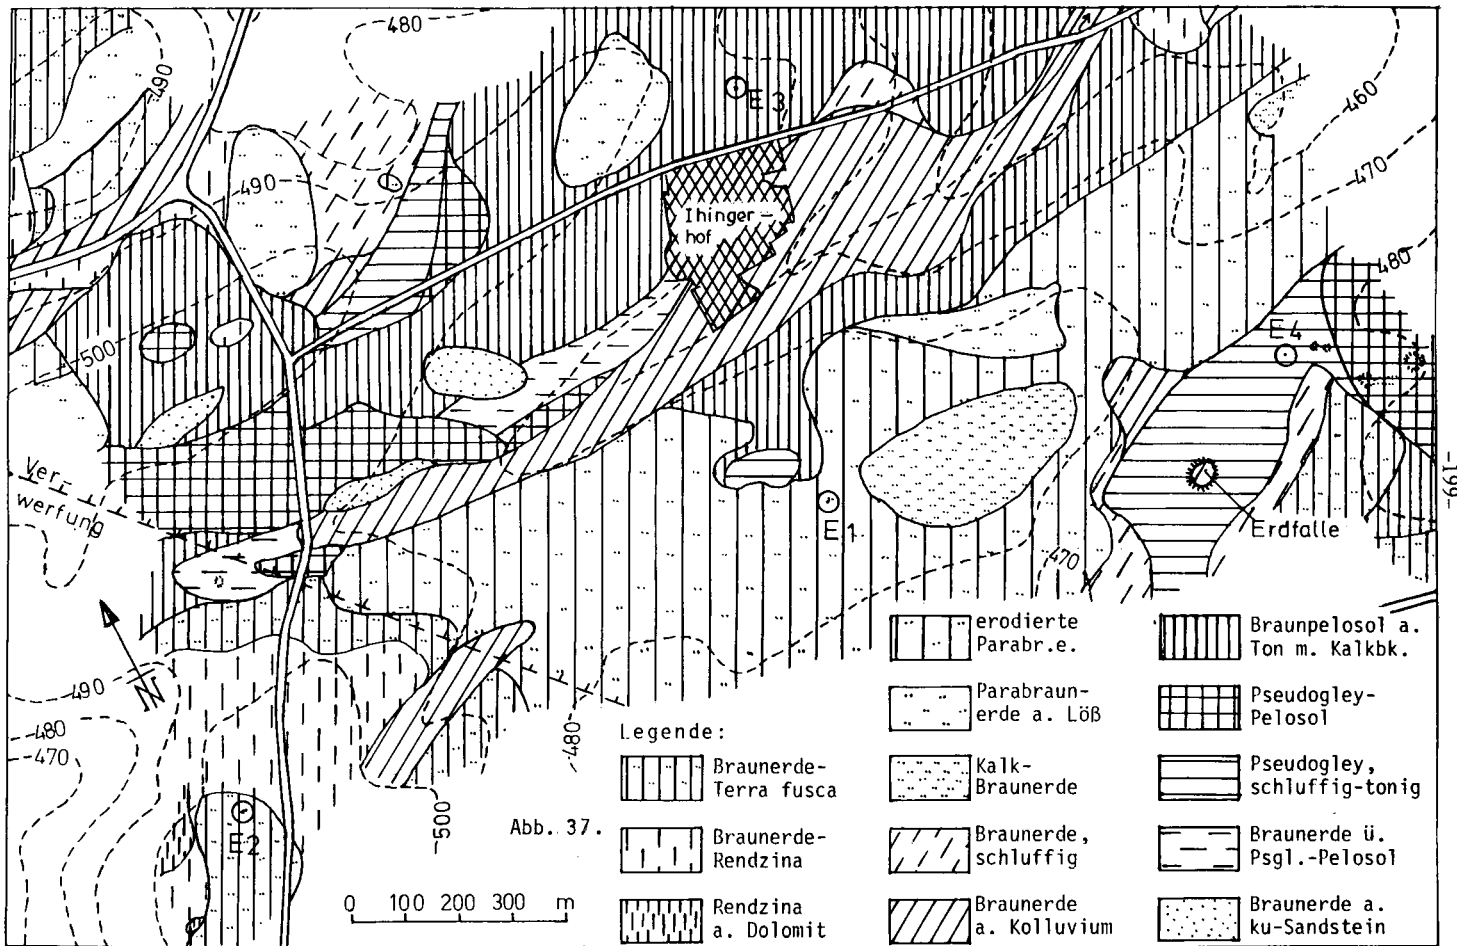 480
490
490
E3
460
470
480
Ihinger-
hof
500
E4
Ver-
werfung
E1
Erdfälle
470
N
490
480
470
480
500
E2
Abb. 37.
0 100 200 300 m
Legende:
Braunerde-
Terra fusca
Braunerde-
Rendzina
Rendzina
a. Dolomit
erodierte
Parabr.e.
Parabraun-
erde a. Löß
Kalk-
Braunerde
Braunerde,
schluffig
Braunerde
a. Kolluvium
Braunpelosol a.
Ton m. Kalkbk.
Pseudogley-
Pelosol
Pseudogley,
schluffig-tonig
Braunerde ü.
Psgl.-Pelosol
Braunerde a.
ku-Sandstein
-199-